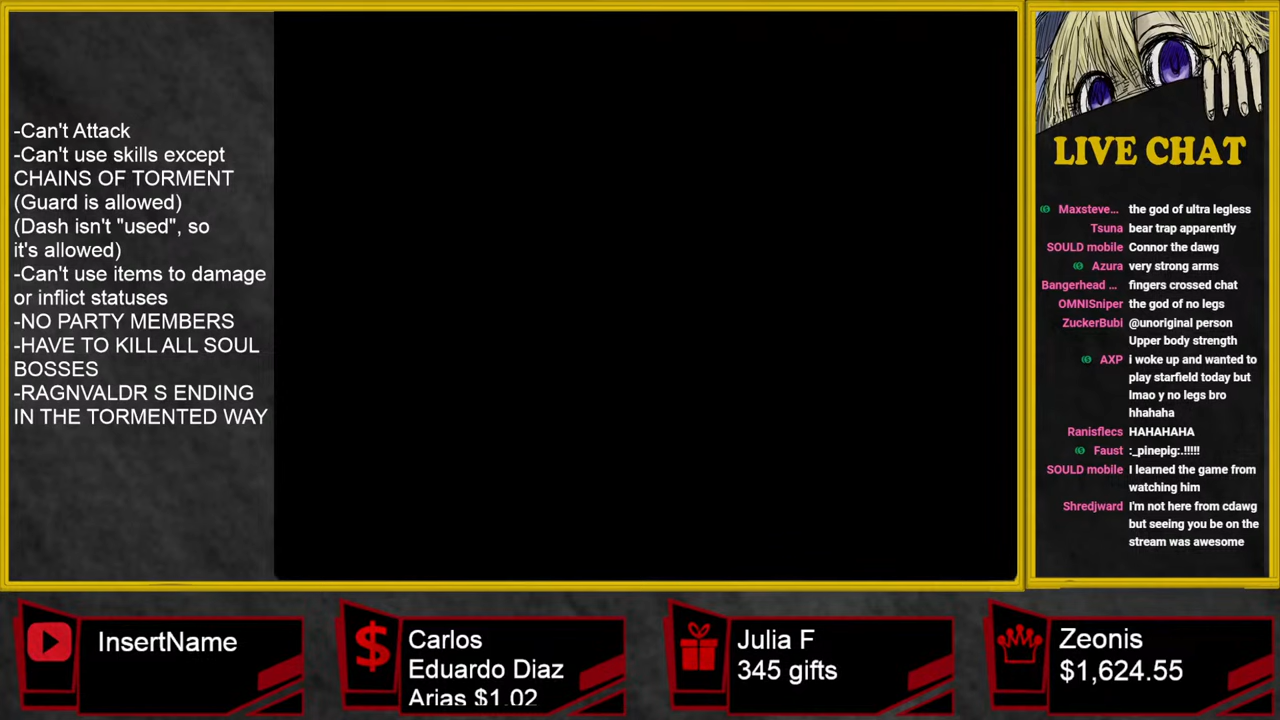 -Can't Attack
-Can't use skills except
CHAINS OF TORMENT
(Guard is allowed)
(Dash isn't "used", so
it's allowed)
-Can't use items to damage
or inflict statuses
-NO PARTY MEMBERS
-HAVE TO KILL ALL SOUL
BOSSES
-RAGNVALDR S ENDING
IN THE TORMENTED WAY
LIVE CHAT
Maxsteve... the god of ultra legless
Tsuna bear trap apparently
SOULD mobile Connor the dawg
Azura very strong arms
Bangerhead ... fingers crossed chat
OMNISniper the god of no legs
ZuckerBubi @unoriginal person
Upper body strength
AXP i woke up and wanted to
play starfield today but
lmao y no legs bro
hhahaha
Ranisflecs HAHAHAHA
Faust :_pinepig:.!!!!!
SOULD mobile I learned the game from
watching him
Shredjward I'm not here from cdawg
but seeing you be on the
stream was awesome
InsertName
Carlos
Eduardo Diaz
Arias $1.02
Julia F
345 gifts
Zeonis
$1,624.55